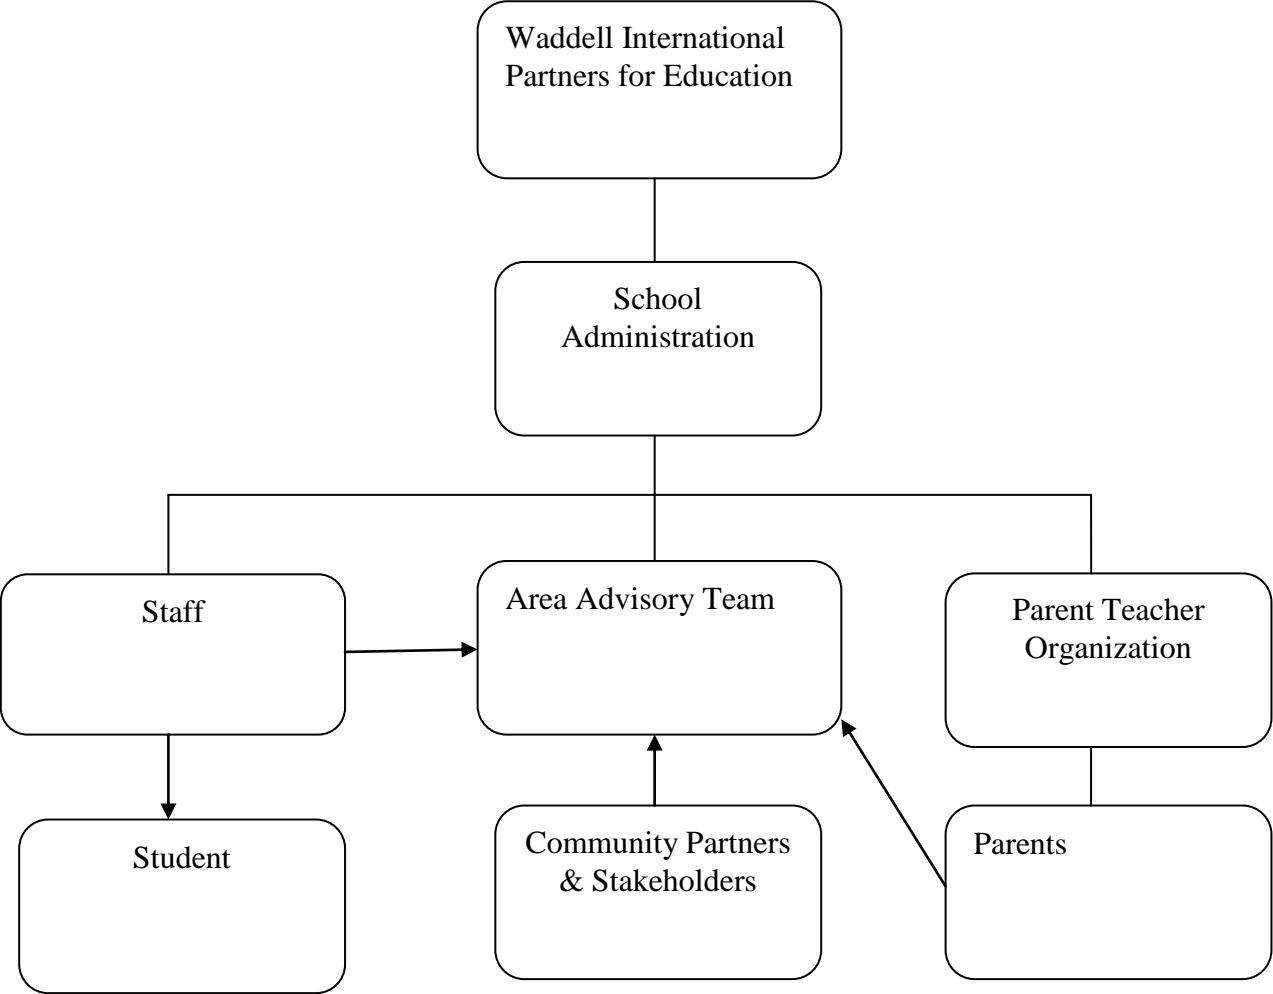 Waddell International
Partners for Education
School
Administration
Staff
Area Advisory Team
Parent Teacher
Organization
Student
Community Partners
& Stakeholders
Parents